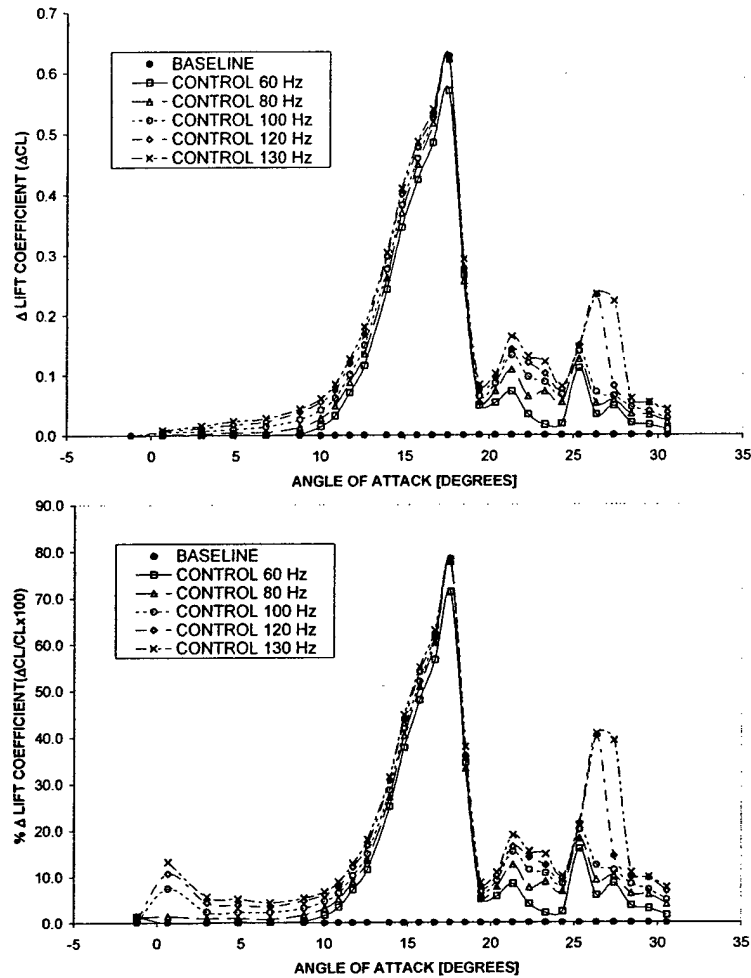 Δ LIFT COEFFICIENT (ΔCL)
0.7
0.6
0.5
0.4
0.3
0.2
0.1
0.0
BASELINE
CONTROL 60 Hz
CONTROL 80 Hz
CONTROL 100 Hz
CONTROL 120 Hz
CONTROL 130 Hz
-5
0
5
10
15
20
25
30
35
ANGLE OF ATTACK [DEGREES]
% Δ LIFT COEFFICIENT(ΔCL/CLx100)
90.0
80.0
70.0
60.0
50.0
40.0
30.0
20.0
10.0
0.0
BASELINE
CONTROL 60 Hz
CONTROL 80 Hz
CONTROL 100 Hz
CONTROL 120 Hz
CONTROL 130 Hz
-5
0
5
10
15
20
25
30
35
ANGLE OF ATTACK [DEGREES]